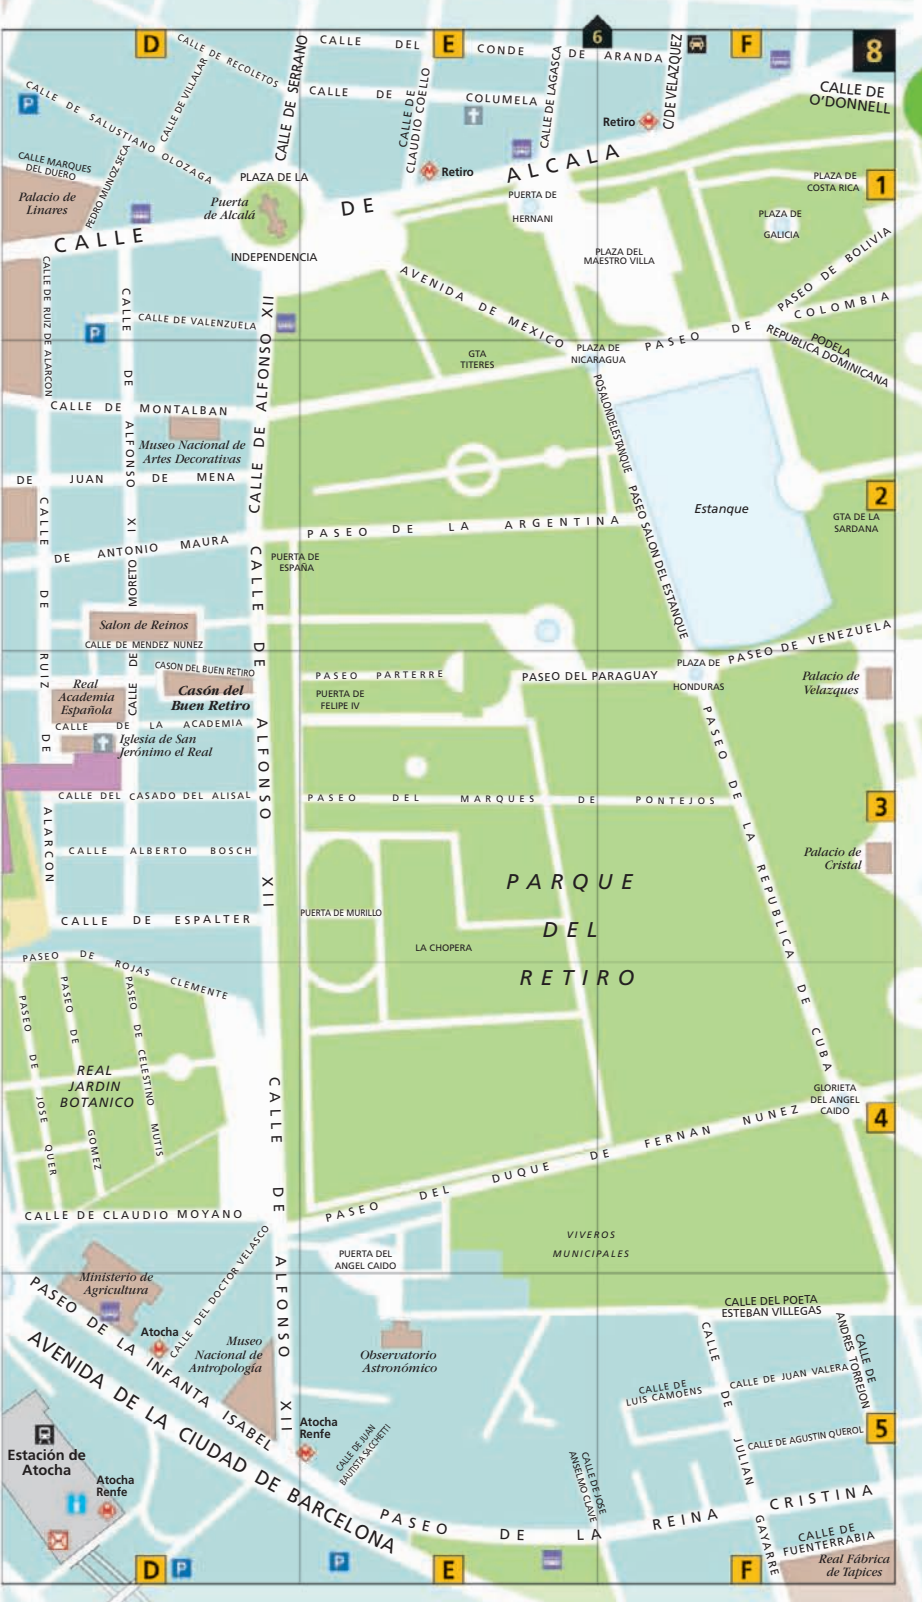 D
E
6
F
8
CALLE DE RECOLETOS
CALLE DE SERRANO
CALLE DEL CONDE DE ARANDA
CALLE DE VILLALAR
CALLE DE CLAUDIO COELLO
CALLE DE LAGASCA
C/DE VELAZQUEZ
P
CALLE DE SALUSTIANO OLOZAGA
CALLE DE COLUMELA
CALLE DE
O'DONNELL
Retiro
CALLE MARQUES
DEL DUERO
PEDRO MUÑOZ SECA
Palacio de
Linares
PLAZA DE LA
Puerta
de Alcalá
INDEPENDENCIA
Retiro
CALLE DE ALCALA
PUERTA DE
HERNANI
PLAZA DE
COSTA RICA
1
PLAZA DE
GALICIA
PLAZA DEL
MAESTRO VILLA
PASEO DE BOLIVIA
COLOMBIA
CALLE DE RUIZ DE ALARCON
CALLE DE ALFONSO XI
CALLE DE VALENZUELA
P
CALLE DE ALFONSO XII
AVENIDA DE MEXICO
GTA
TITERES
PLAZA DE
NICARAGUA
PASEO DE
PODELA
REPUBLICA DOMINICANA
CALLE DE MONTALBAN
Museo Nacional de
Artes Decorativas
POSALONDELESTANQUE
PASEO SALON DEL ESTANQUE
Estanque
2
GTA DE LA
SARDANA
DE JUAN DE MENA
DE ANTONIO MAURA
PASEO DE LA ARGENTINA
PUERTA DE
ESPAÑA
CALLE DE RUIZ DE ALARCON
CALLE DE MORETO
CALLE DE ALFONSO XII
Salon de Reinos
CALLE DE MENDEZ NUNEZ
CASON DEL BUEN RETIRO
Casón del
Buen Retiro
Real
Academia
Española
CALLE DE LA ACADEMIA
Iglesia de San
Jerónimo el Real
PASEO PARTERRE
PUERTA DE
FELIPE IV
PASEO DEL PARAGUAY
PLAZA DE
HONDURAS
PASEO DE VENEZUELA
Palacio de
Velazques
CALLE DEL CASADO DEL ALISAL
PASEO DEL MARQUES DE PONTEJOS
3
CALLE ALBERTO BOSCH
Palacio de
Cristal
PASEO DE LA REPUBLICA DE CUBA
PARQUE
DEL
RETIRO
PUERTA DE MURILLO
LA CHOPERA
CALLE DE ESPALTER
PASEO DE ROJAS CLEMENTE
PASEO DE JOSE QUER
PASEO DE GOMEZ
PASEO DE CELESTINO MUTIS
REAL
JARDIN
BOTANICO
CALLE DE ALFONSO XII
GLORIETA
DEL ANGEL
CAIDO
4
PASEO DEL DUQUE DE FERNAN NUNEZ
CALLE DE CLAUDIO MOYANO
CALLE DEL DOCTOR VELASCO
PUERTA DEL
ANGEL CAIDO
VIVEROS
MUNICIPALES
Ministerio de
Agricultura
PASEO DE LA INFANTA ISABEL
Atocha
Museo
Nacional de
Antropología
Observatorio
Astronómico
CALLE DEL POETA
ESTEBAN VILLEGAS
CALLE DE
ANDRES TORREJON
CALLE DE JULIAN GAYARRE
CALLE DE
LUIS CAMOENS
CALLE DE JUAN VALERA
CALLE DE AGUSTIN QUEROL
5
AVENIDA DE LA CIUDAD DE BARCELONA
Atocha
Renfe
CALLE DE JUAN
BAUTISTA SACCHETTI
CALLE DE JOSE
ANSELMO CLAVE
Estación de
Atocha
Atocha
Renfe
PASEO DE LA REINA CRISTINA
CALLE DE
FUENTERRABIA
Real Fábrica
de Tapices
D
P
P
E
F